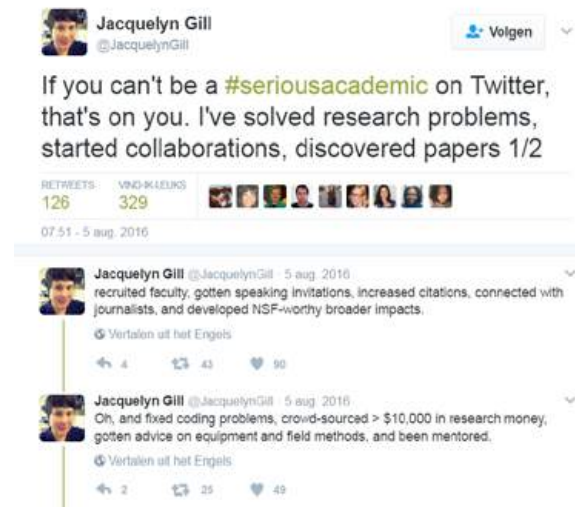 Jacquelyn Gill
@JacquelynGill
Volgen
If you can't be a #seriousacademic on Twitter,
that's on you. I've solved research problems,
started collaborations, discovered papers 1/2
RETWEETS VIND-IK-LEUKS
126 329
07:51 - 5 aug. 2016
Jacquelyn Gill @JacquelynGill · 5 aug. 2016
recruited faculty, gotten speaking invitations, increased citations, connected with
journalists, and developed NSF-worthy broader impacts.
Vertalen uit het Engels
4 43 90
Jacquelyn Gill @JacquelynGill · 5 aug. 2016
Oh, and fixed coding problems, crowd-sourced > $10,000 in research money,
gotten advice on equipment and field methods, and been mentored.
Vertalen uit het Engels
2 25 49